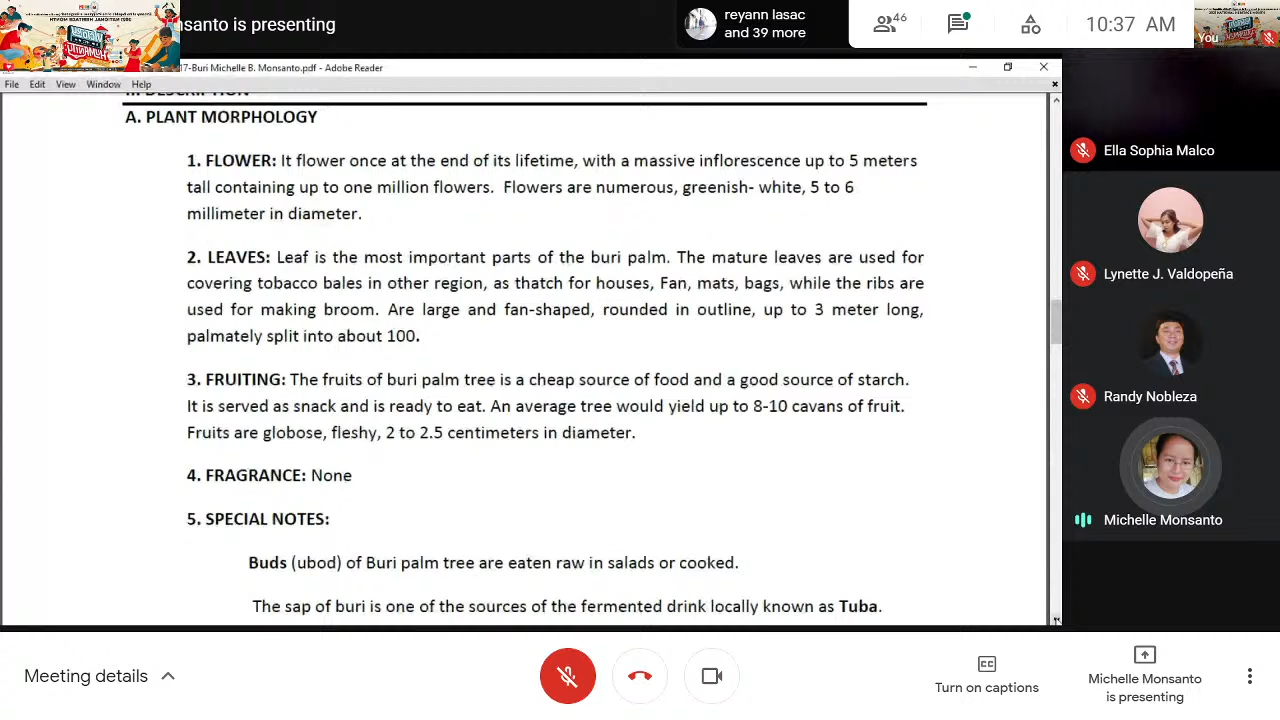 nsanto is presenting
reyann lasac
and 39 more
46
10:37 AM
You
17-Buri Michelle B. Monsanto.pdf - Adobe Reader
File Edit View Window Help
III DESCRIPTION
A. PLANT MORPHOLOGY
1. FLOWER: It flower once at the end of its lifetime, with a massive inflorescence up to 5 meters
tall containing up to one million flowers. Flowers are numerous, greenish- white, 5 to 6
millimeter in diameter.
2. LEAVES: Leaf is the most important parts of the buri palm. The mature leaves are used for
covering tobacco bales in other region, as thatch for houses, Fan, mats, bags, while the ribs are
used for making broom. Are large and fan-shaped, rounded in outline, up to 3 meter long,
palmately split into about 100.
3. FRUITING: The fruits of buri palm tree is a cheap source of food and a good source of starch.
It is served as snack and is ready to eat. An average tree would yield up to 8-10 cavans of fruit.
Fruits are globose, fleshy, 2 to 2.5 centimeters in diameter.
4. FRAGRANCE: None
5. SPECIAL NOTES:
Buds (ubod) of Buri palm tree are eaten raw in salads or cooked.
The sap of buri is one of the sources of the fermented drink locally known as Tuba.
Ella Sophia Malco
Lynette J. Valdopeña
Randy Nobleza
Michelle Monsanto
Meeting details
Turn on captions
Michelle Monsanto
is presenting